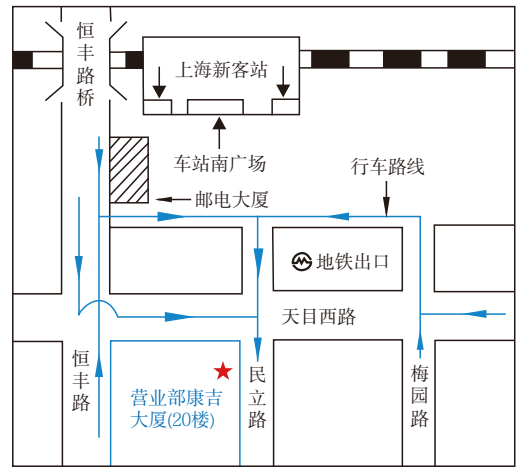 恒丰路桥
上海新客站
车站南广场
行车路线
邮电大厦
地铁出口
天目西路
恒丰路
营业部康吉
大厦(20楼)
民立路
梅园路